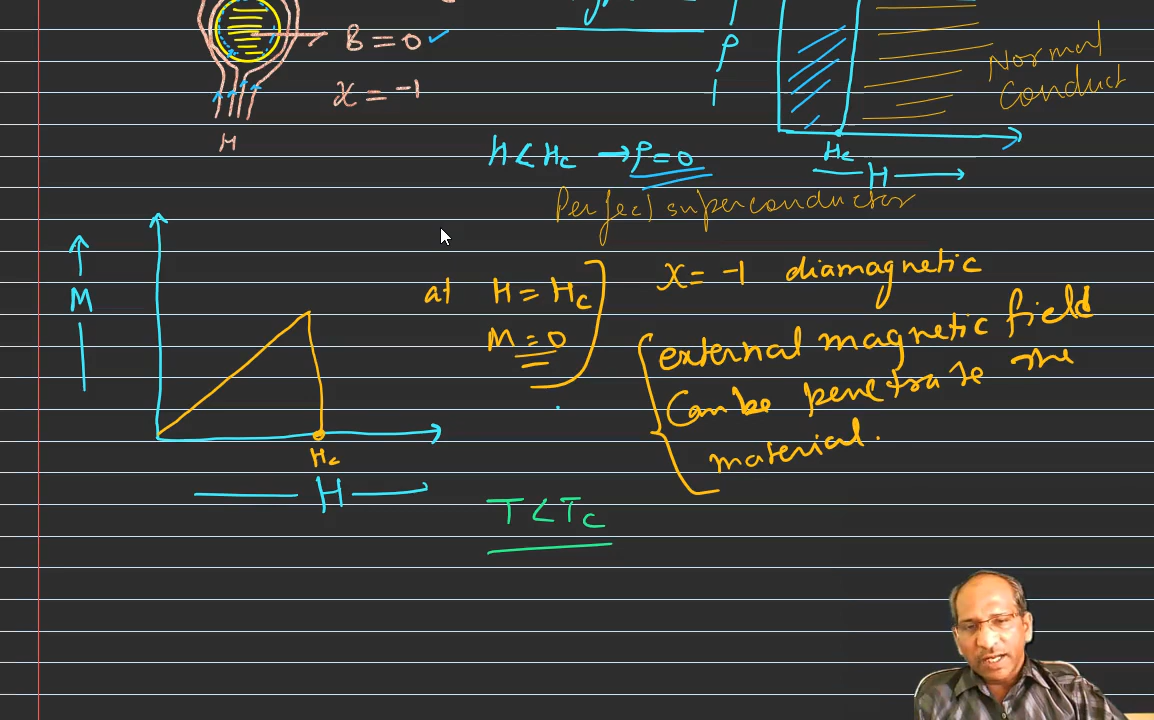 B = 0 ✓
ρ
Normal
Conduct
χ = -1
H
H < Hc → ρ = 0
Hc
H
Perfect superconductor
M
at H = Hc
M = 0
χ = -1 diamagnetic
external magnetic field
Can be penetrate the
material.
Hc
H
T < Tc